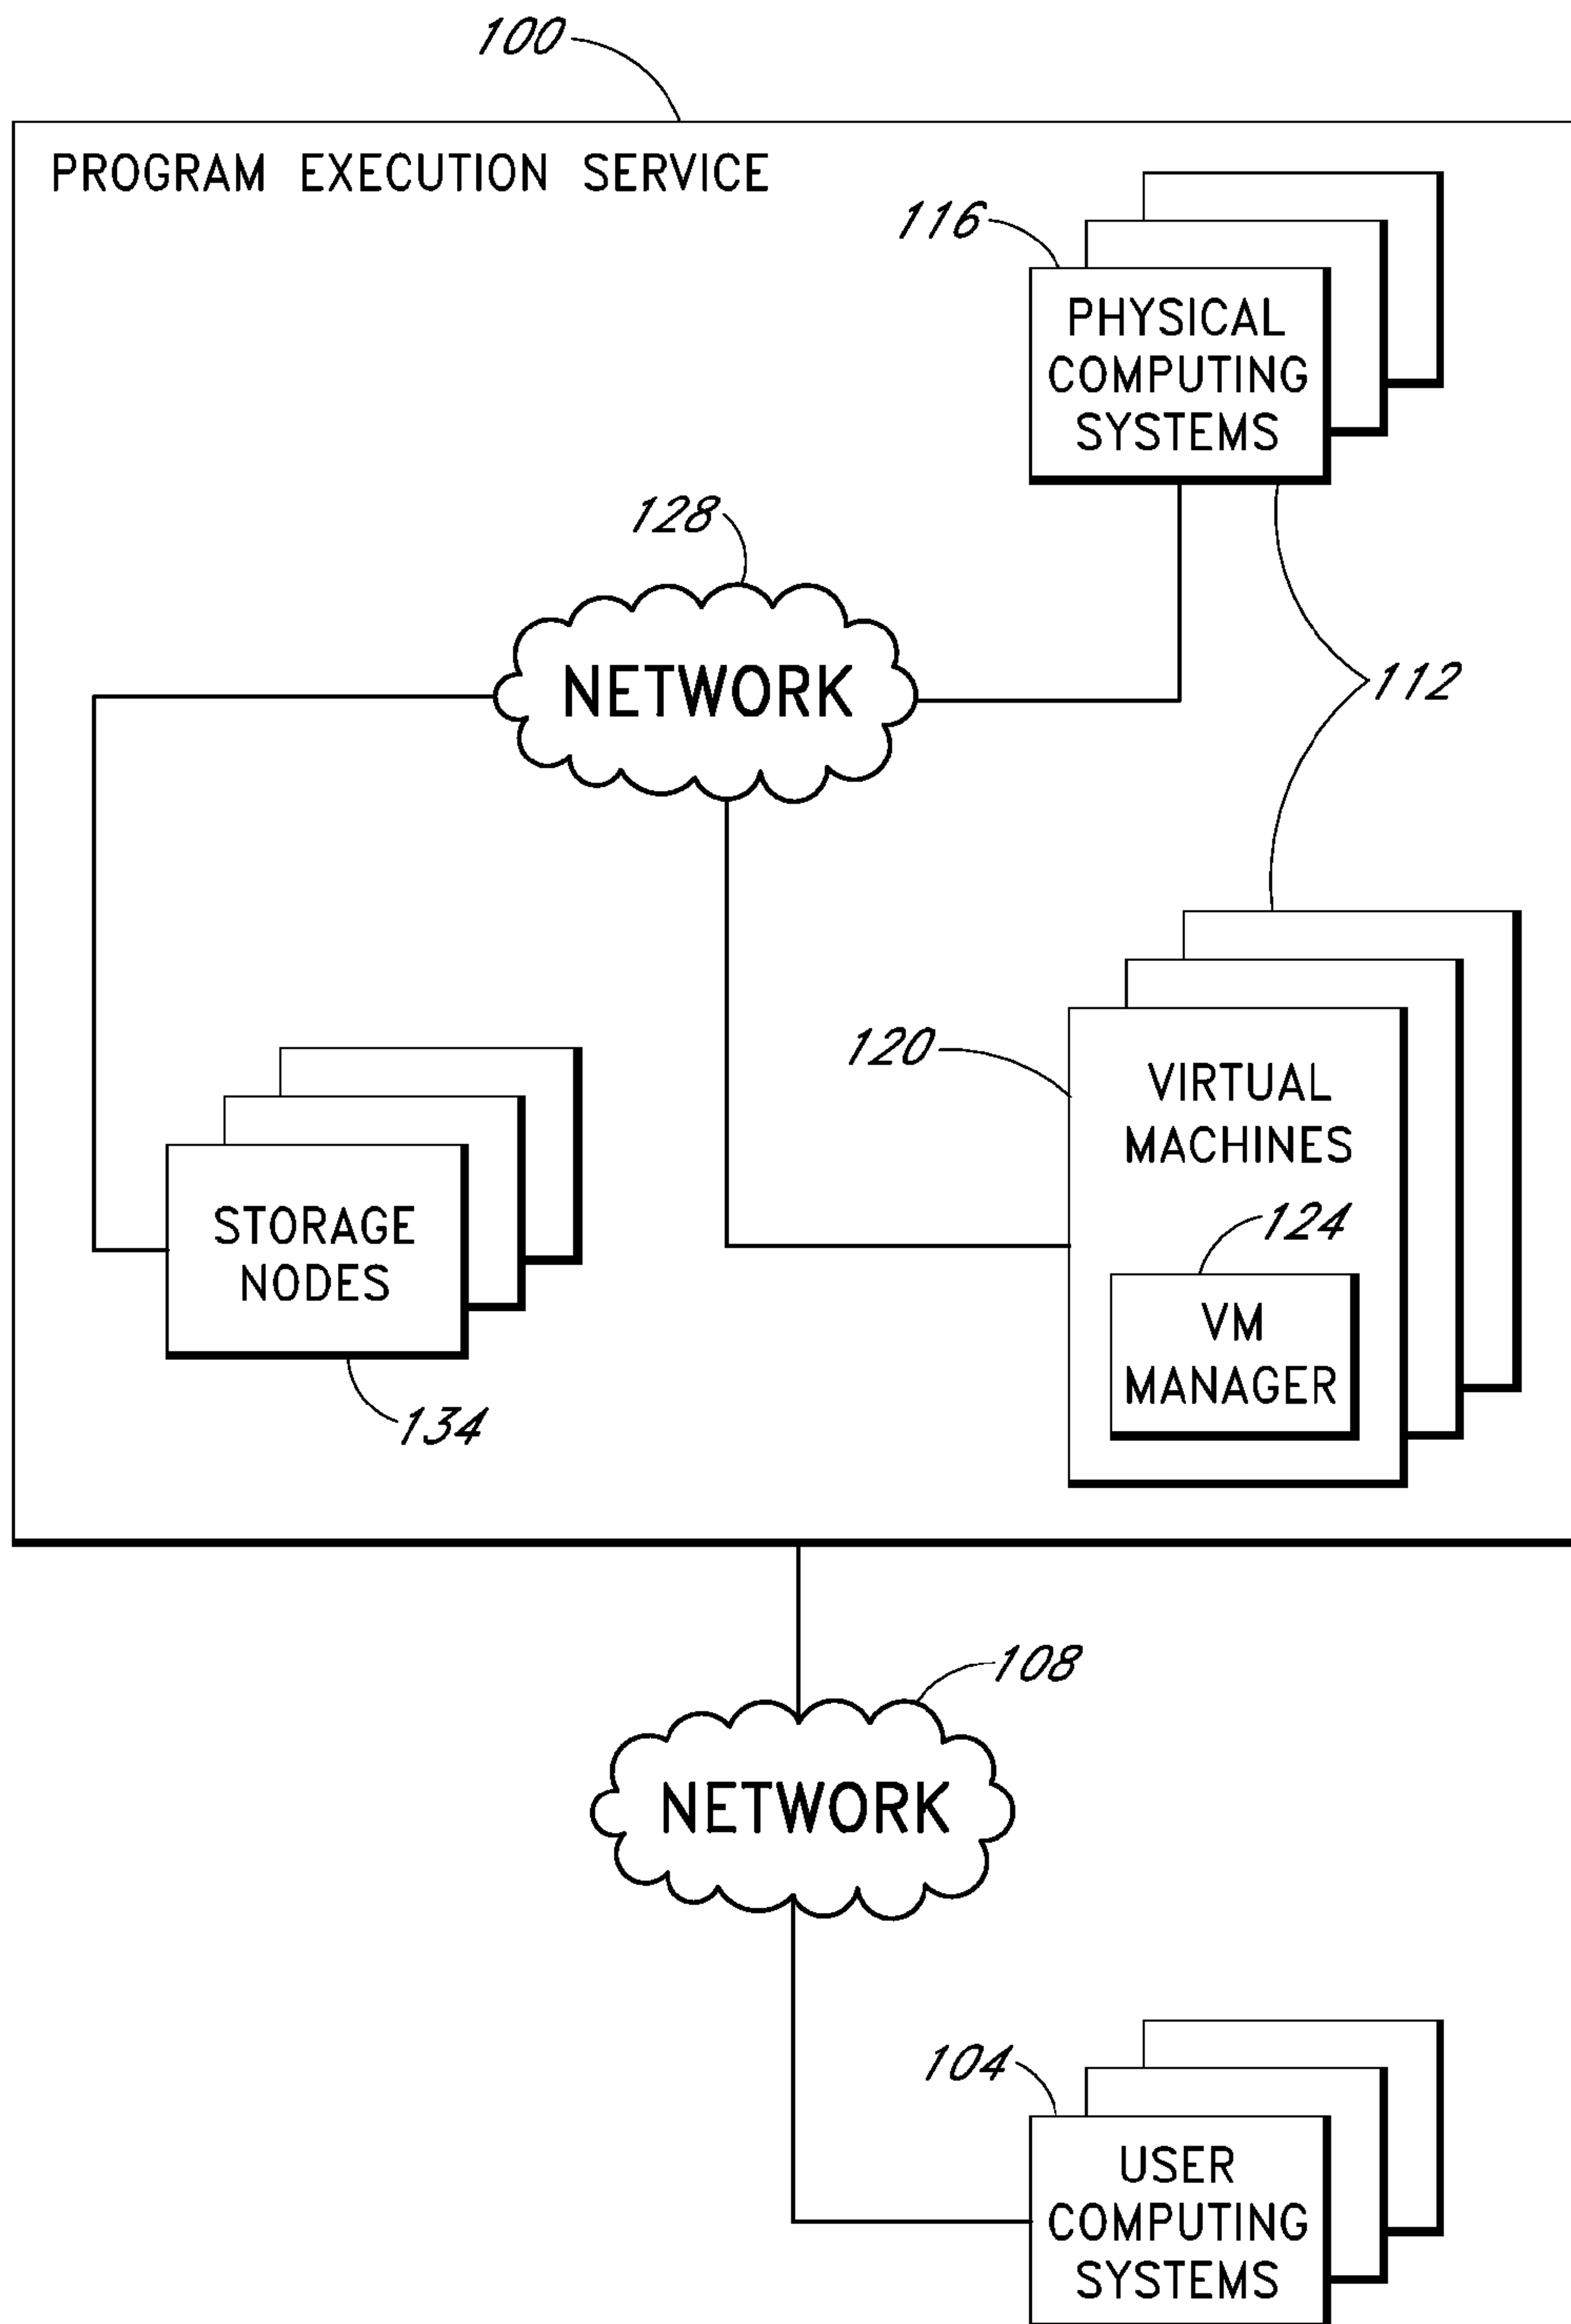 100
PROGRAM EXECUTION SERVICE
116
PHYSICAL
COMPUTING
SYSTEMS
128
NETWORK
112
120
VIRTUAL
MACHINES
124
VM
MANAGER
STORAGE
NODES
134
108
NETWORK
104
USER
COMPUTING
SYSTEMS